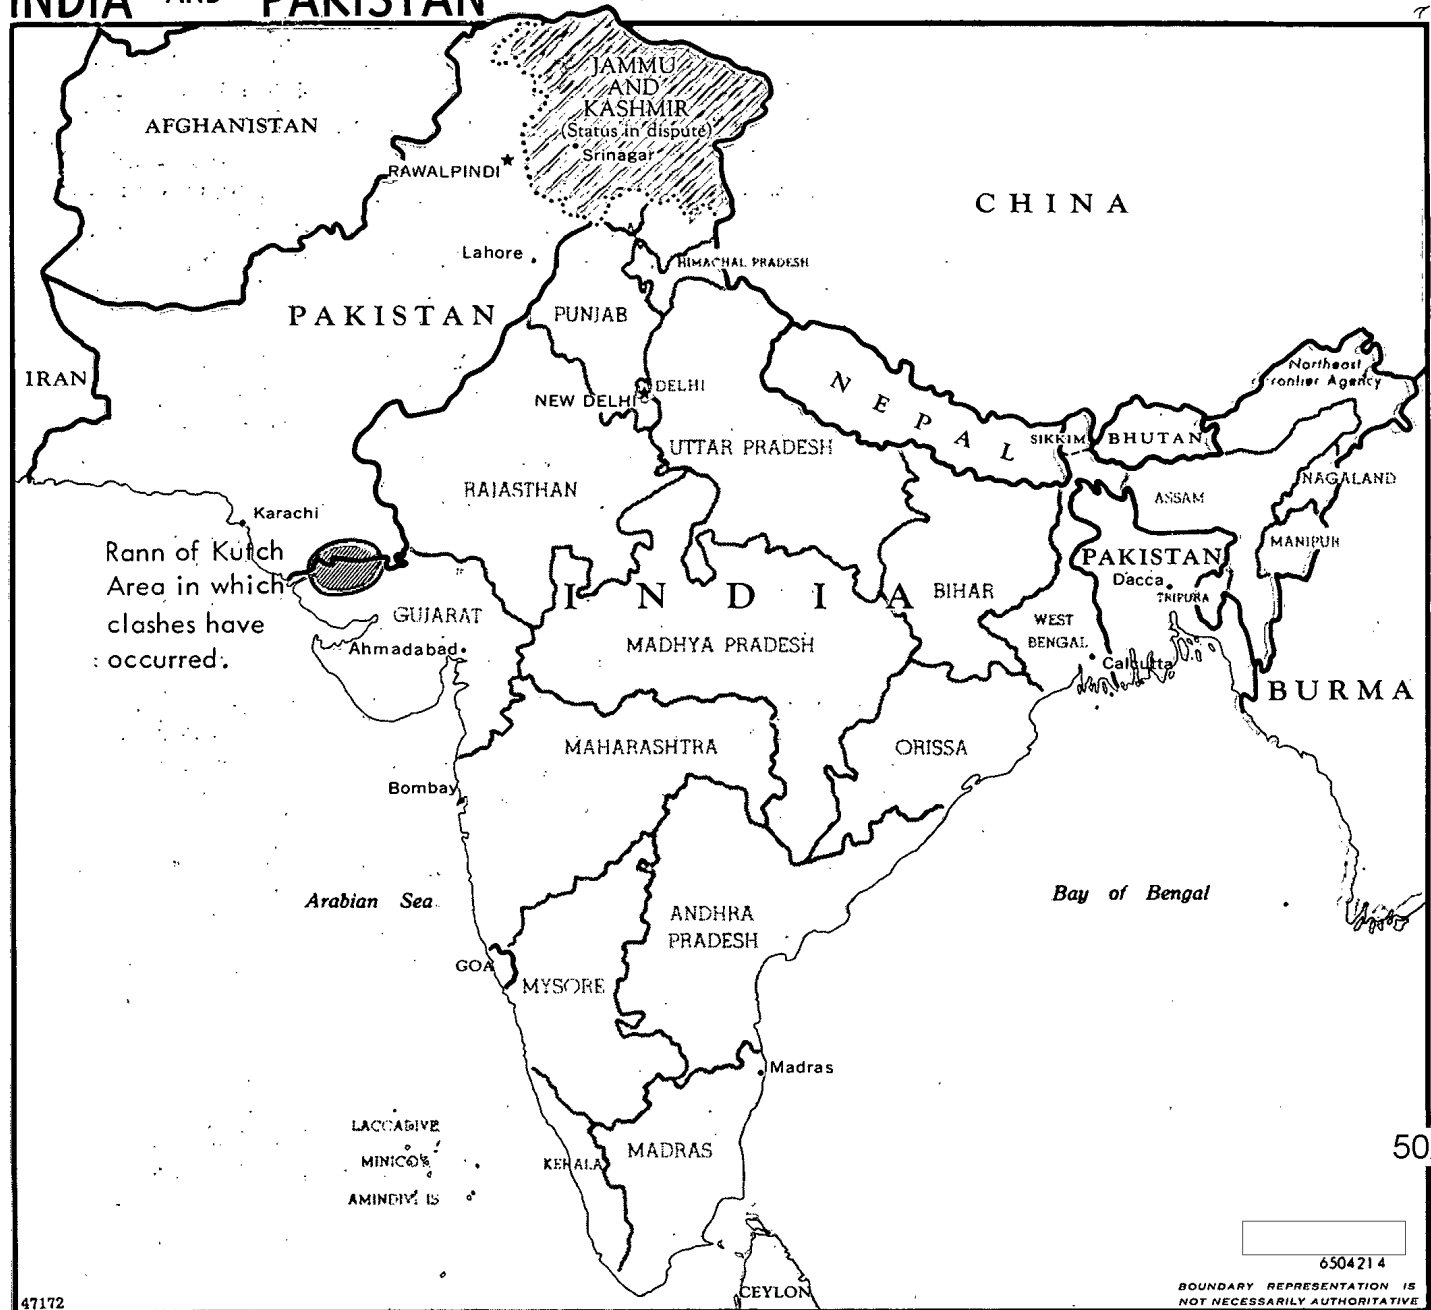 INDIA AND PAKISTAN
JAMMU
AND
KASHMIR
(Status in dispute)
Srinagar
AFGHANISTAN
RAWALPINDI
CHINA
Lahore
HIMACHAL PRADESH
PAKISTAN
PUNJAB
IRAN
DELHI
NEW DELHI
NEPAL
Northeast
Frontier Agency
SIKKIM
BHUTAN
UTTAR PRADESH
RAJASTHAN
NAGALAND
ASSAM
Karachi
MANIPUR
Rann of Kutch
Area in which
clashes have
occurred.
PAKISTAN
Dacca
TRIPURA
INDIA
BIHAR
GUJARAT
Ahmadabad
MADHYA PRADESH
WEST
BENGAL
Calcutta
BURMA
MAHARASHTRA
ORISSA
Bombay
Arabian Sea
Bay of Bengal
ANDHRA
PRADESH
GOA
MYSORE
Madras
LACCADIVE
MINICOY
KERALA
MADRAS
50
6504214
CEYLON
BOUNDARY REPRESENTATION IS
NOT NECESSARILY AUTHORITATIVE
47172